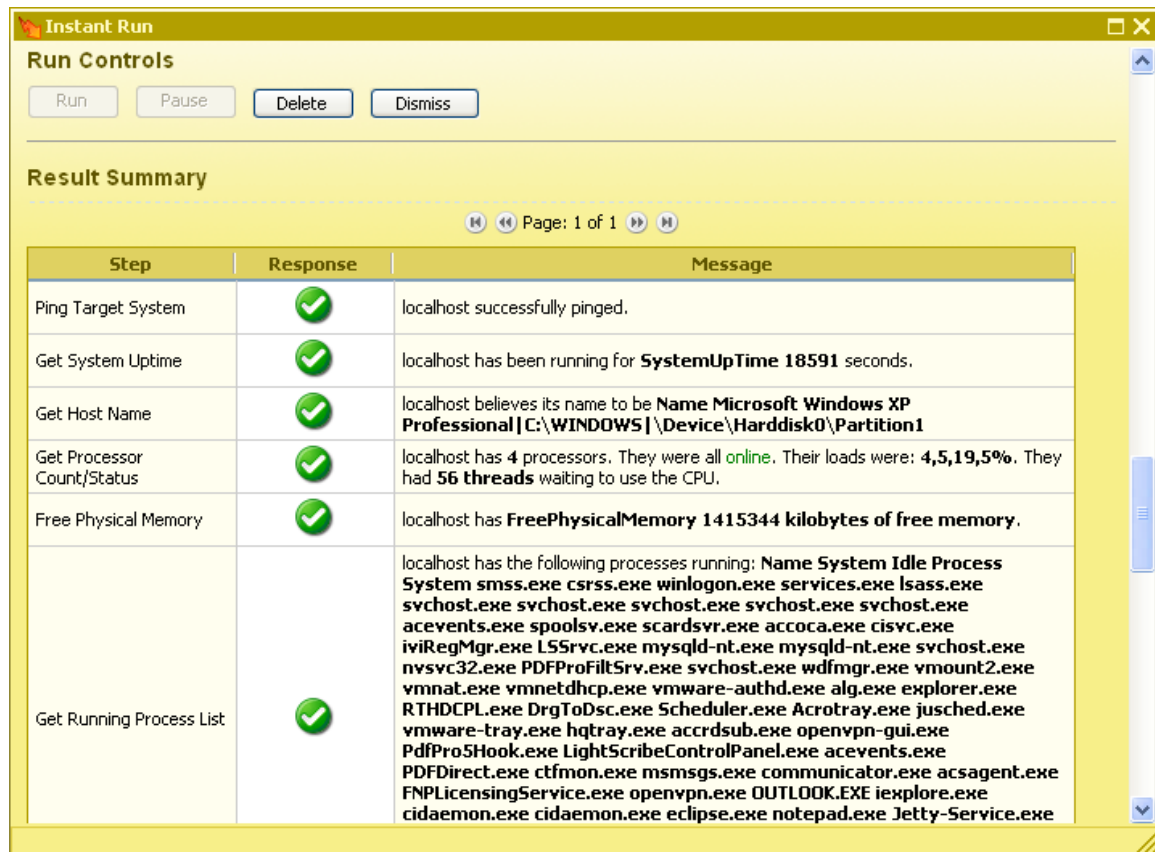 Instant Run
Run Controls
Run Pause Delete Dismiss
Result Summary
Page: 1 of 1
Step Response Message
Ping Target System localhost successfully pinged.
Get System Uptime localhost has been running for SystemUpTime 18591 seconds.
Get Host Name localhost believes its name to be Name Microsoft Windows XP
Professional|C:\WINDOWS|\Device\Harddisk0\Partition1
Get Processor
Count/Status
localhost has 4 processors. They were all online. Their loads were: 4,5,19,5%. They
had 56 threads waiting to use the CPU.
Free Physical Memory localhost has FreePhysicalMemory 1415344 kilobytes of free memory.
Get Running Process List
localhost has the following processes running: Name System Idle Process
System smss.exe csrss.exe winlogon.exe services.exe lsass.exe
svchost.exe svchost.exe svchost.exe svchost.exe svchost.exe
acevents.exe spoolsv.exe scardsvr.exe accoca.exe cisvc.exe
iviRegMgr.exe LSSrvc.exe mysqld-nt.exe mysqld-nt.exe svchost.exe
nvsvc32.exe PDFProFiltSrv.exe svchost.exe wdfmgr.exe vmount2.exe
vmnat.exe vmnetdhcp.exe vmware-authd.exe alg.exe explorer.exe
RTHDCPL.exe DrgToDsc.exe Scheduler.exe Acrotray.exe jusched.exe
vmware-tray.exe hqtray.exe accrdsub.exe openvpn-gui.exe
PdfPro5Hook.exe LightScribeControlPanel.exe acevents.exe
PDFDirect.exe ctfmon.exe msmsgs.exe communicator.exe acsagent.exe
FNPLicensingService.exe openvpn.exe OUTLOOK.EXE iexplore.exe
cidaemon.exe cidaemon.exe eclipse.exe notepad.exe Jetty-Service.exe